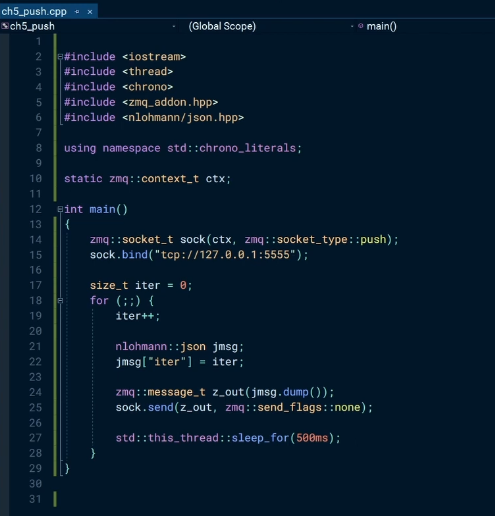 ch5_push.cpp
ch5_push (Global Scope) main()
1
2 #include <iostream>
3 #include <thread>
4 #include <chrono>
5 #include <zmq_addon.hpp>
6 #include <nlohmann/json.hpp>
7
8 using namespace std::chrono_literals;
9
10 static zmq::context_t ctx;
11
12 int main()
13 {
14 zmq::socket_t sock(ctx, zmq::socket_type::push);
15 sock.bind("tcp://127.0.0.1:5555");
16
17 size_t iter = 0;
18 for (;;) {
19 iter++;
20
21 nlohmann::json jmsg;
22 jmsg["iter"] = iter;
23
24 zmq::message_t z_out(jmsg.dump());
25 sock.send(z_out, zmq::send_flags::none);
26
27 std::this_thread::sleep_for(500ms);
28 }
29 }
30
31